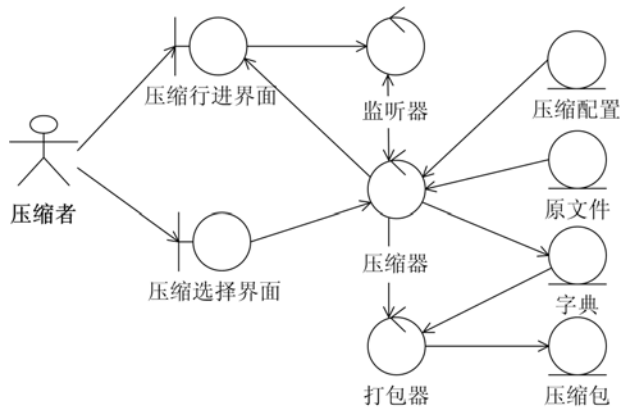 压缩行进界面
监听器
压缩配置
压缩者
原文件
压缩选择界面
压缩器
字典
打包器
压缩包